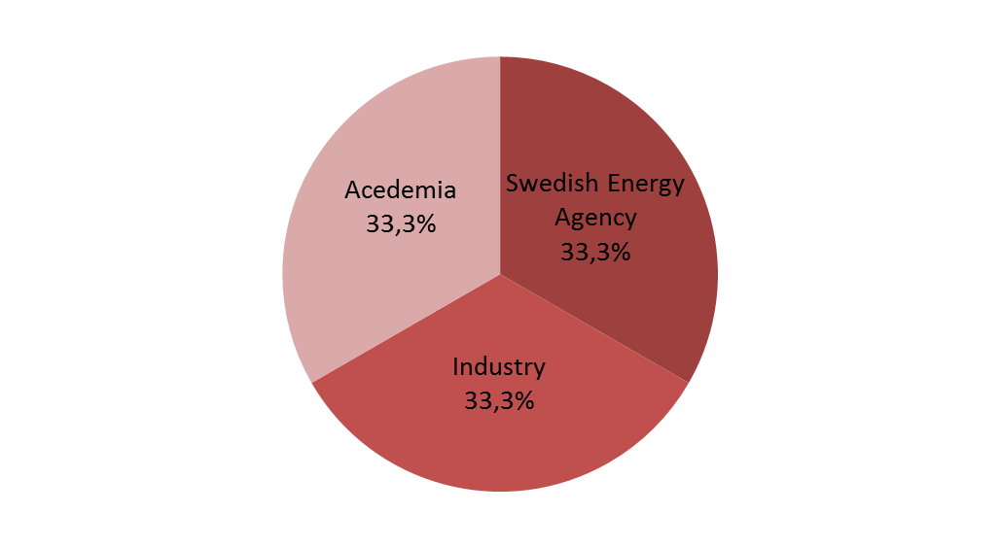 Acedemia
33,3%
Swedish Energy
Agency
33,3%
Industry
33,3%